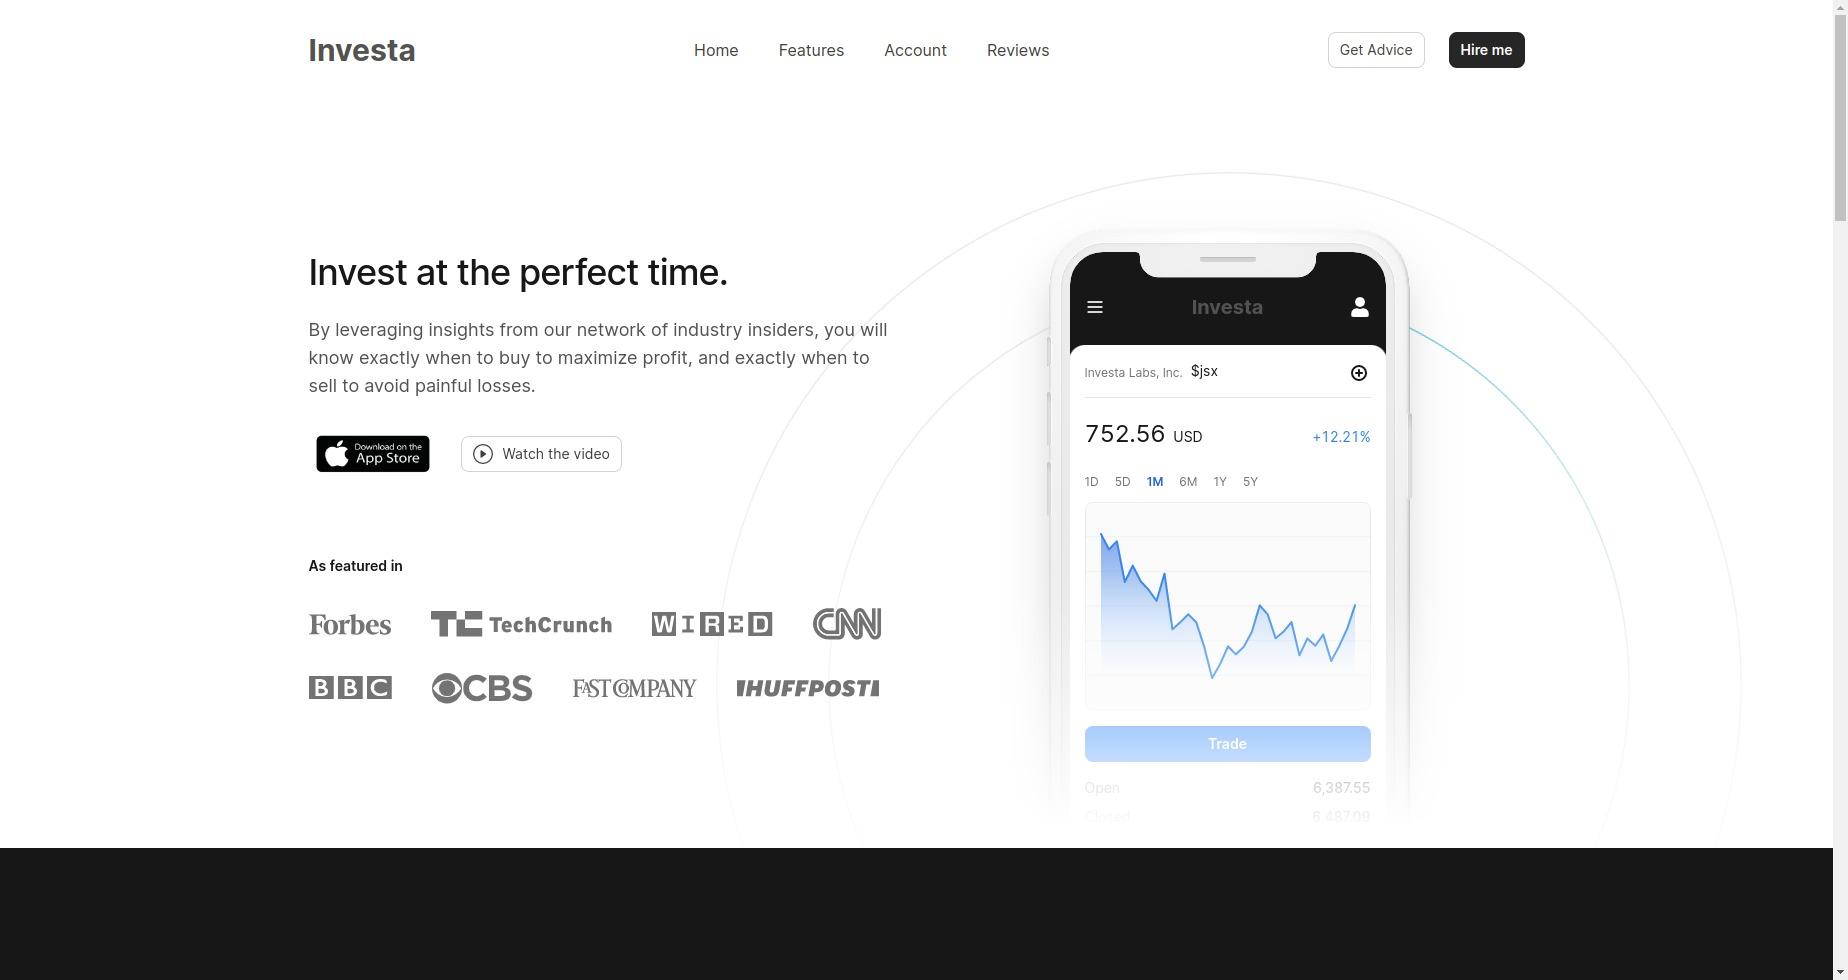 Investa
Home Features Account Reviews
Get Advice Hire me
Invest at the perfect time.
By leveraging insights from our network of industry insiders, you will
know exactly when to buy to maximize profit, and exactly when to
sell to avoid painful losses.
Download on the
App Store
Watch the video
As featured in
Forbes TC TechCrunch WIRED CNN
BBC CBS FAST COMPANY HUFFPOST
Investa
Investa Labs, Inc. $jsx
752.56 USD +12.21%
1D 5D 1M 6M 1Y 5Y
Trade
Open 6,387.55
Closed 6,487.09